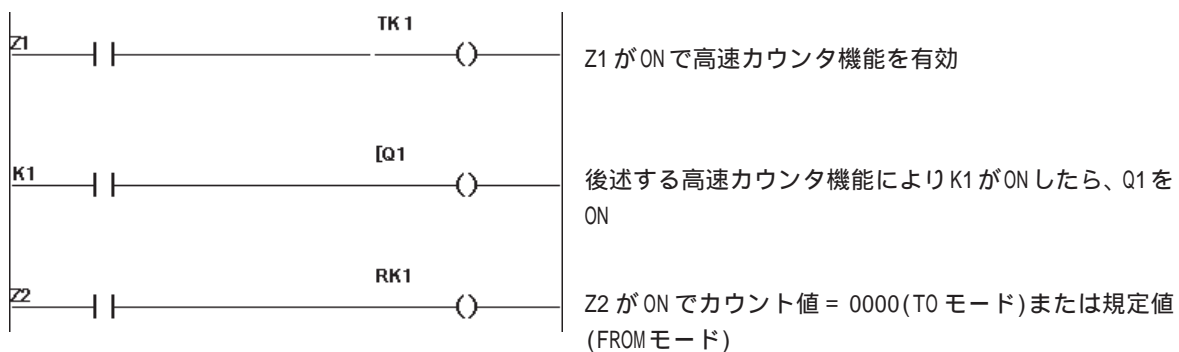 TK1
Z1
Z1がONで高速カウンタ機能を有効
[Q1
K1
後述する高速カウンタ機能によりK1がONしたら、Q1を
ON
RK1
Z2
Z2がONでカウント値= 0000(TOモード)または規定値
(FROMモード)